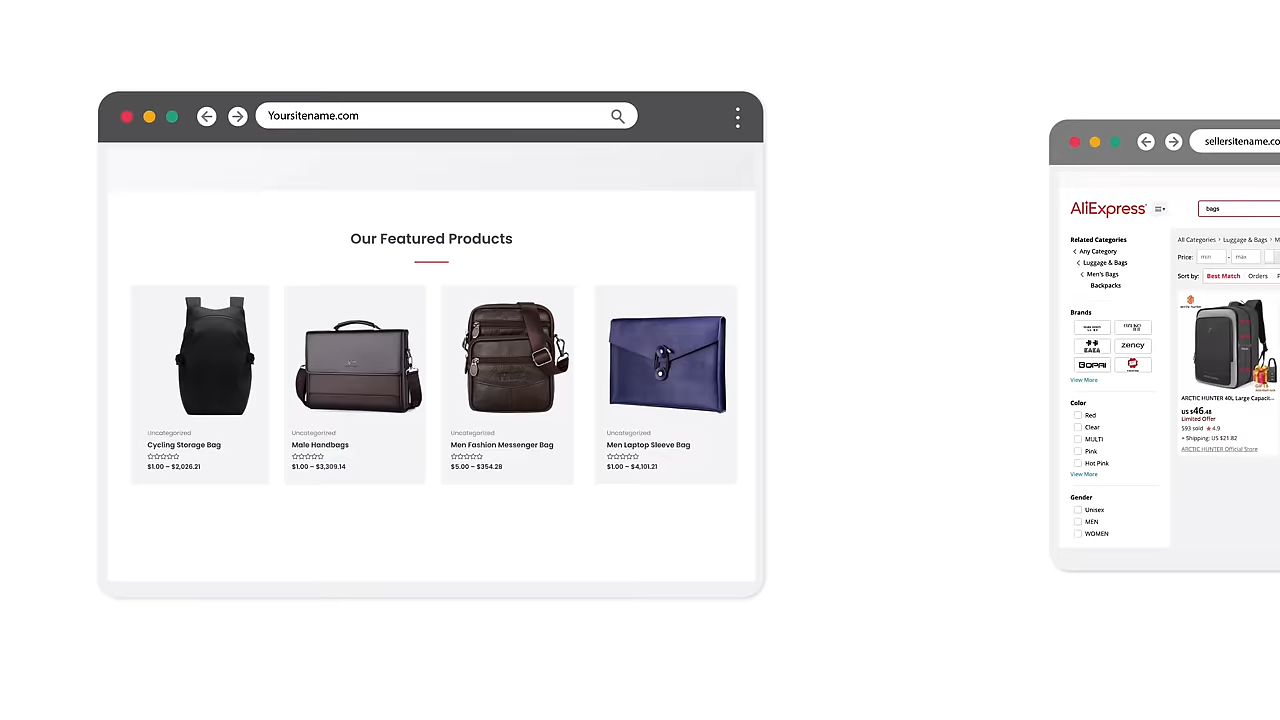 Yoursitename.com
Our Featured Products
Uncategorized
Cycling Storage Bag
$1.00 – $2,026.21
Uncategorized
Male Handbags
$1.00 – $3,309.14
Uncategorized
Men Fashion Messenger Bag
$5.00 – $354.28
Uncategorized
Men Laptop Sleeve Bag
$1.00 – $4,101.21
sellersitename.co
AliExpress
bags
Related Categories
Any Category
Luggage & Bags
Men's Bags
Backpacks
Brands
OZUKO
KAKA
zency
GOPAI
View More
Color
Red
Clear
MULTI
Pink
Hot Pink
View More
Gender
Unisex
MEN
WOMEN
All Categories > Luggage & Bags > M
Price: min - max
Sort by: Best Match Orders
ARCTIC HUNTER 40L Large Capacit...
US $46.48
Limited Offer
593 sold ★ 4.9
+ Shipping: US $21.82
ARCTIC HUNTER Official Store